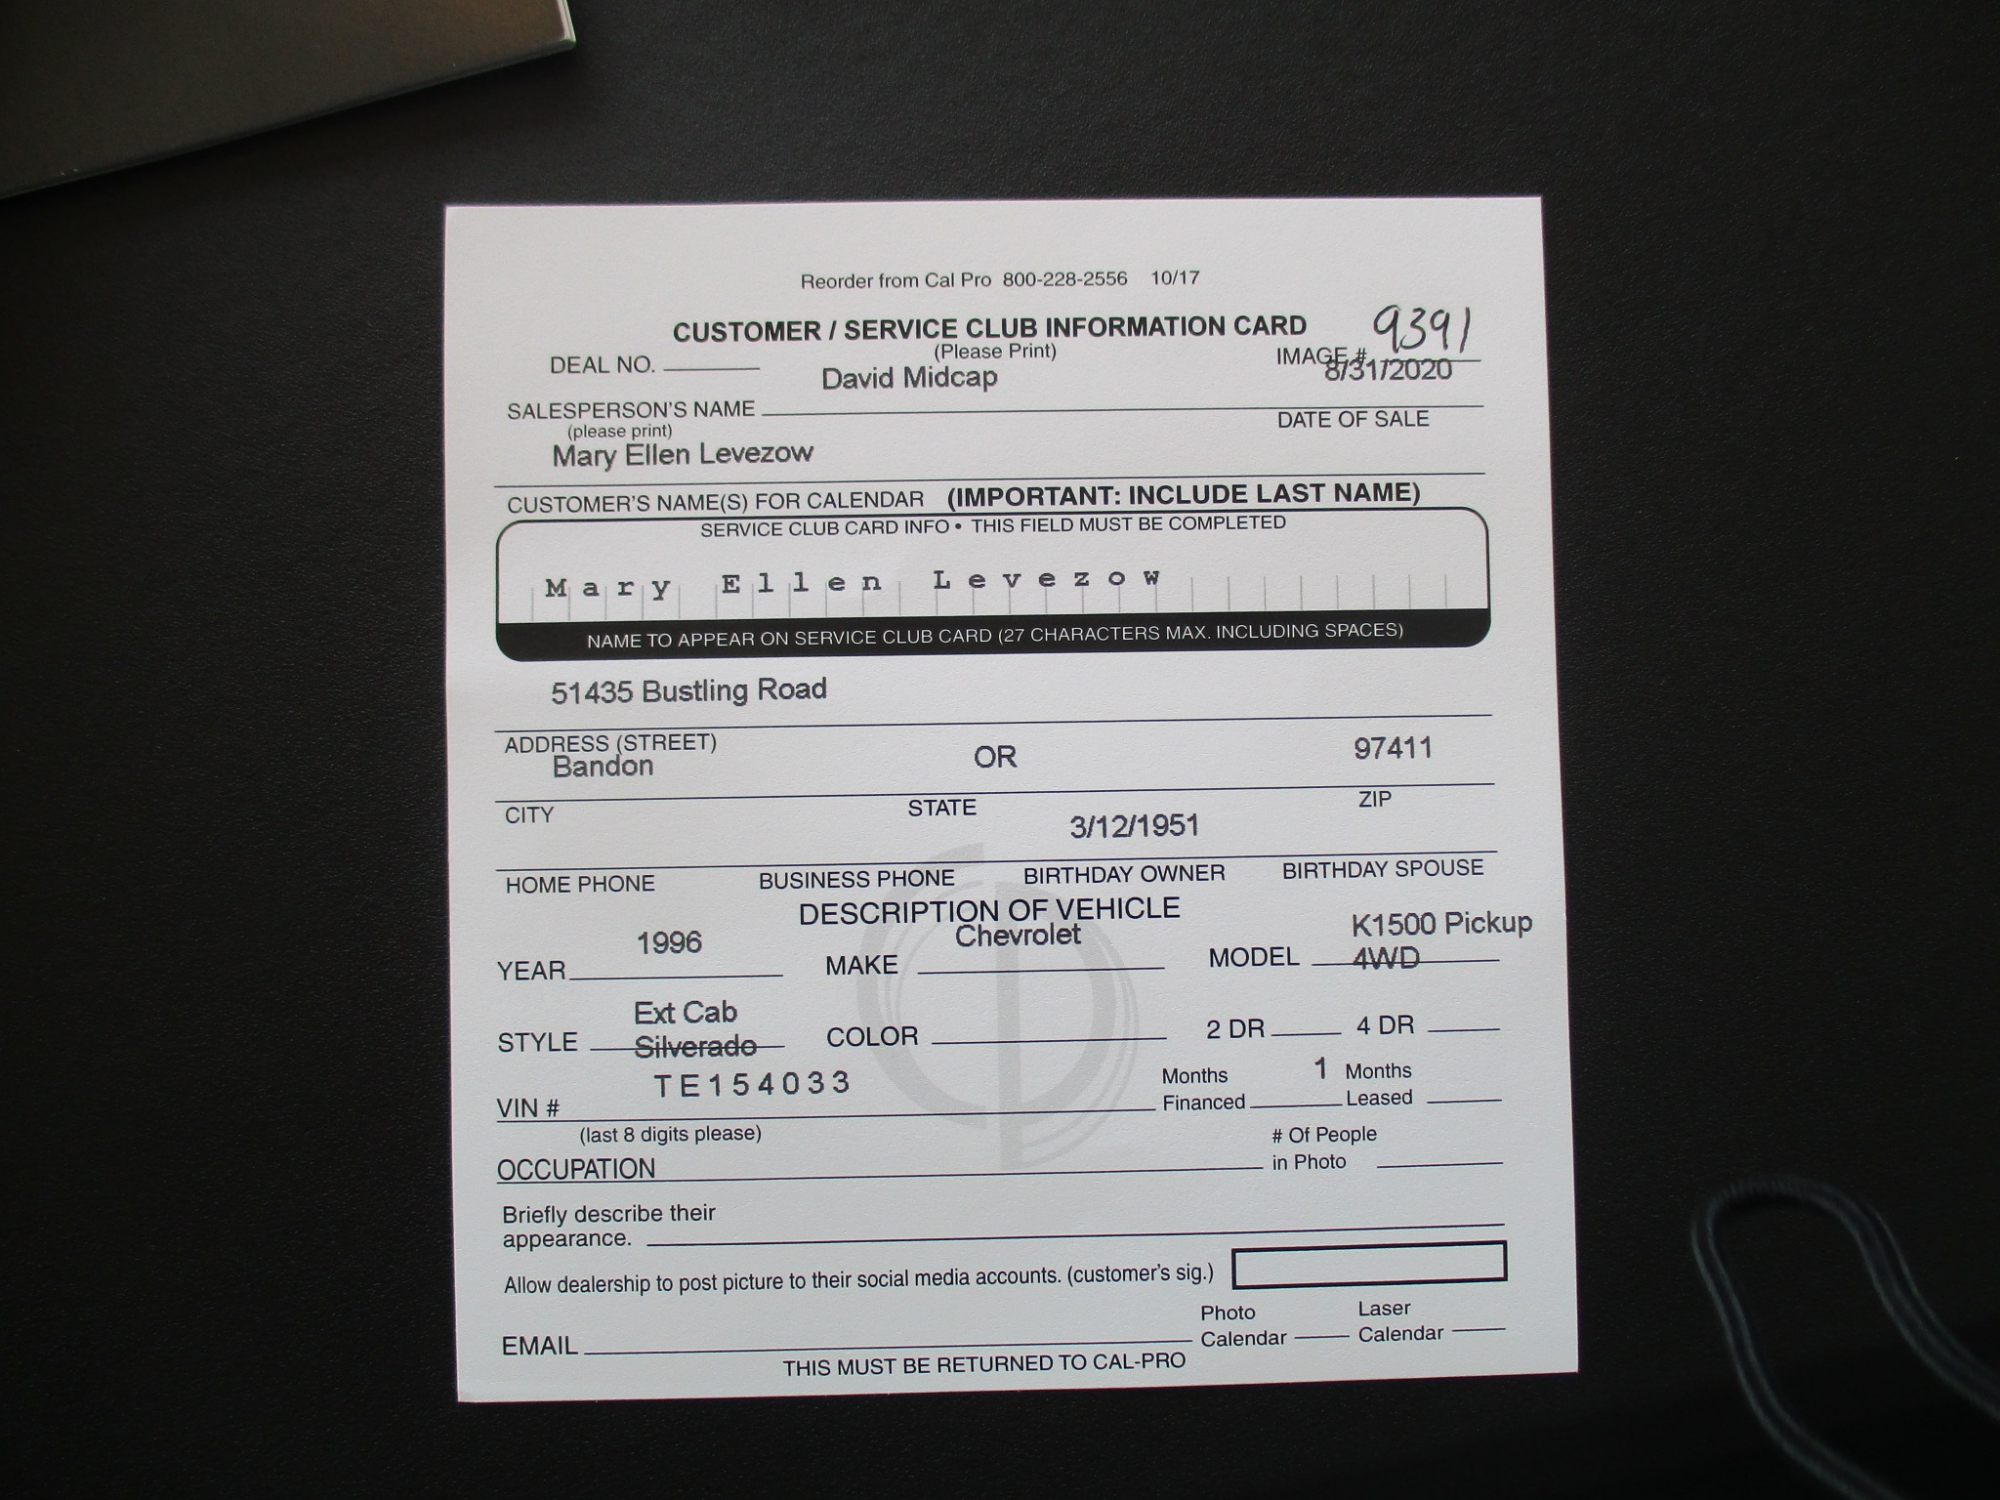 Reorder from Cal Pro 800-228-2556 10/17
CUSTOMER / SERVICE CLUB INFORMATION CARD 9391
(Please Print)
DEAL NO. IMAGE #
David Midcap 8/31/2020
SALESPERSON'S NAME DATE OF SALE
(please print)
Mary Ellen Levezow
CUSTOMER'S NAME(S) FOR CALENDAR (IMPORTANT: INCLUDE LAST NAME)
SERVICE CLUB CARD INFO • THIS FIELD MUST BE COMPLETED
Mary Ellen Levezow
NAME TO APPEAR ON SERVICE CLUB CARD (27 CHARACTERS MAX. INCLUDING SPACES)
51435 Bustling Road
ADDRESS (STREET)
Bandon OR 97411
CITY STATE ZIP
3/12/1951
HOME PHONE BUSINESS PHONE BIRTHDAY OWNER BIRTHDAY SPOUSE
DESCRIPTION OF VEHICLE
1996 Chevrolet K1500 Pickup
YEAR MAKE MODEL 4WD
Ext Cab
STYLE Silverado COLOR 2 DR 4 DR
TE154033 Months 1 Months
VIN # Financed Leased
(last 8 digits please) # Of People
OCCUPATION in Photo
Briefly describe their
appearance.
Allow dealership to post picture to their social media accounts. (customer's sig.)
Photo Laser
EMAIL Calendar Calendar
THIS MUST BE RETURNED TO CAL-PRO